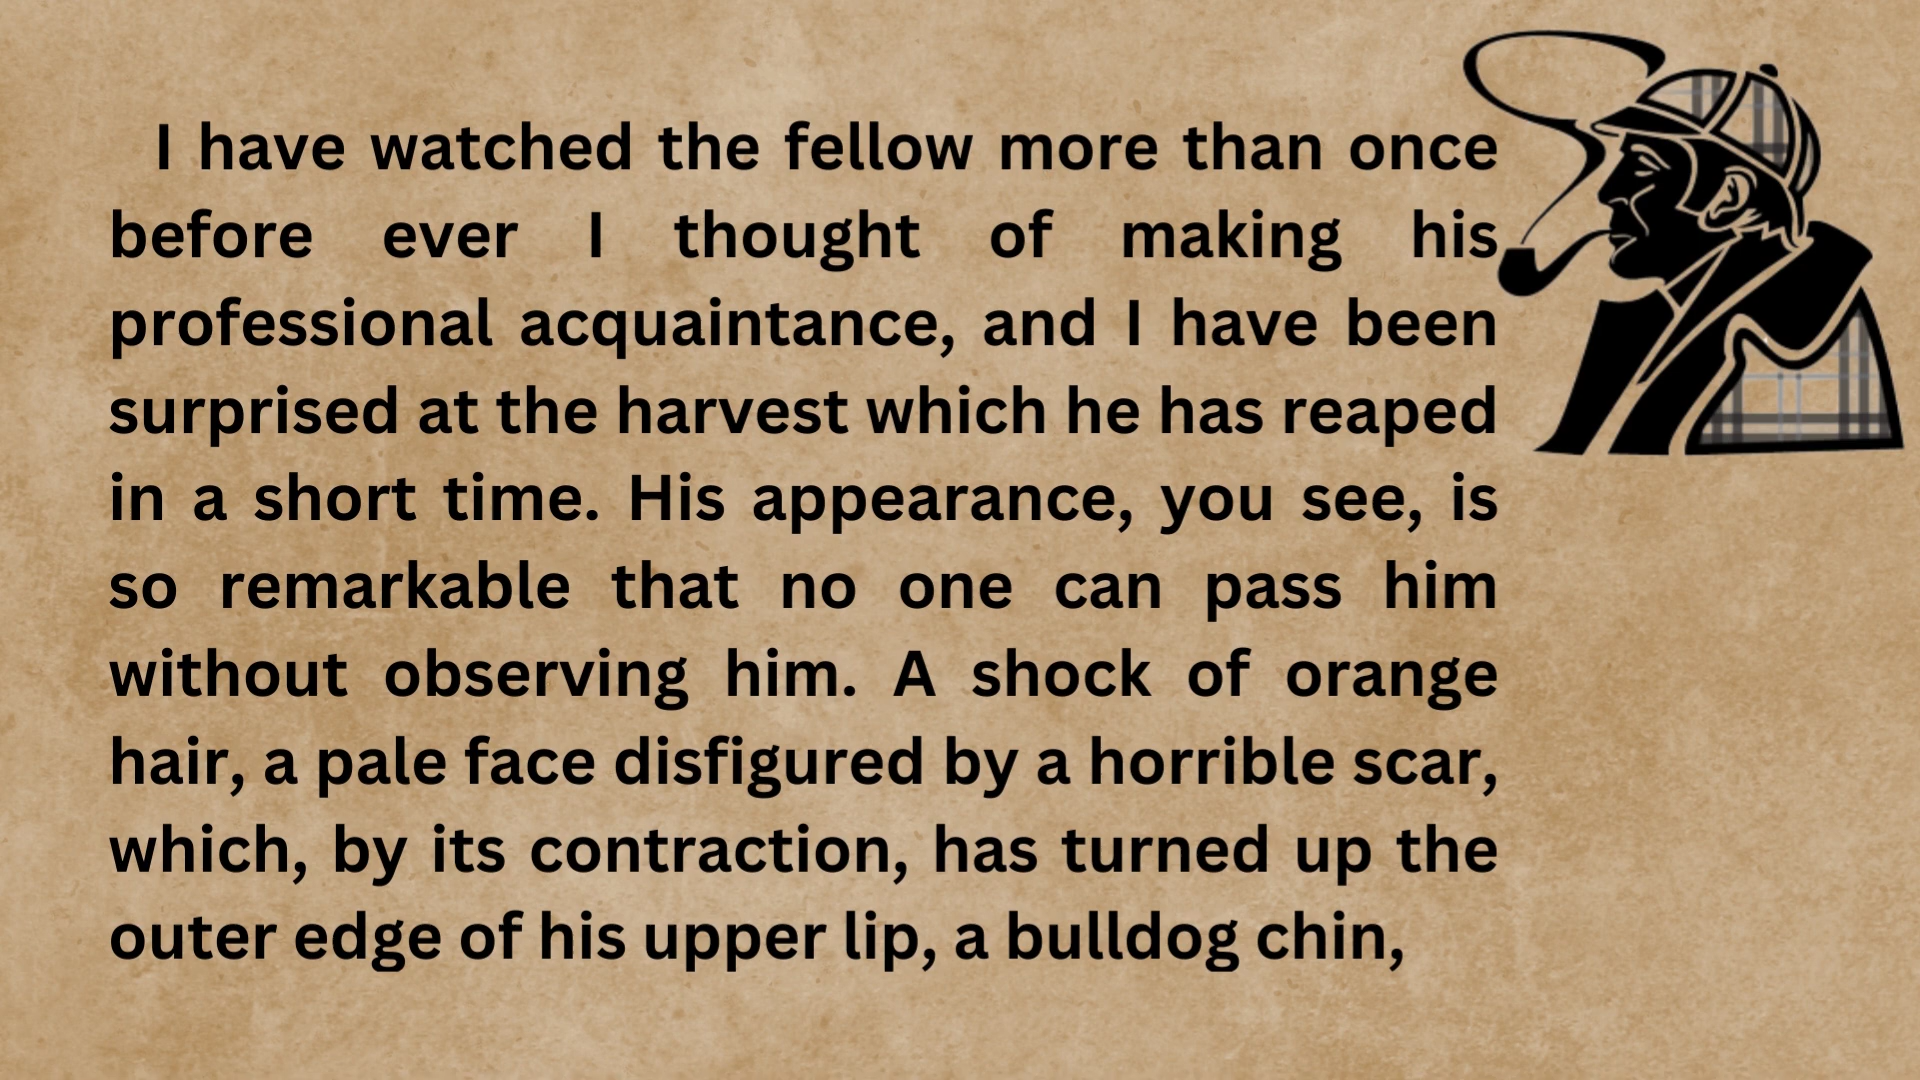 I have watched the fellow more than once
before ever I thought of making his
professional acquaintance, and I have been
surprised at the harvest which he has reaped
in a short time. His appearance, you see, is
so remarkable that no one can pass him
without observing him. A shock of orange
hair, a pale face disfigured by a horrible scar,
which, by its contraction, has turned up the
outer edge of his upper lip, a bulldog chin,